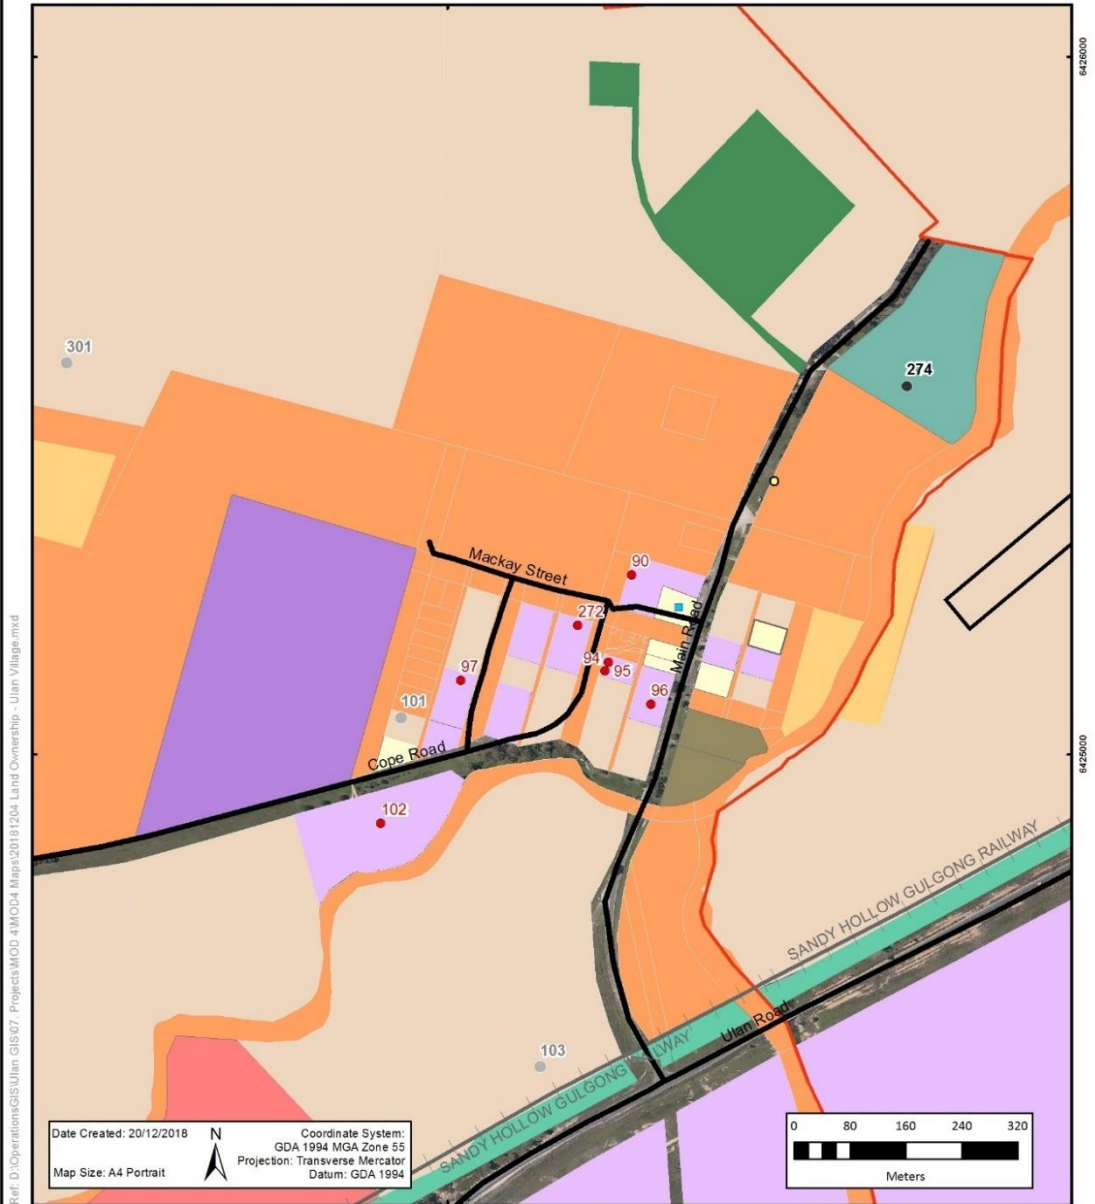 6426000
301
274
Mackay Street
90
272
94
95
97
96
Main Road
101
6425000
Cope Road
102
SANDY HOLLOW GULGONG RAILWAY
Ulan Road
103
SANDY HOLLOW GULGONG
LWAY
Date Created: 20/12/2018
Map Size: A4 Portrait
N
Coordinate System:
GDA 1994 MGA Zone 55
Projection: Transverse Mercator
Datum: GDA 1994
0 80 160 240 320
Meters
Ref: D:\OperationsGIS\Ulan GIS\07. Projects\MOD 4\MOD4 Maps\20181204 Land Ownership - Ulan Village.mxd